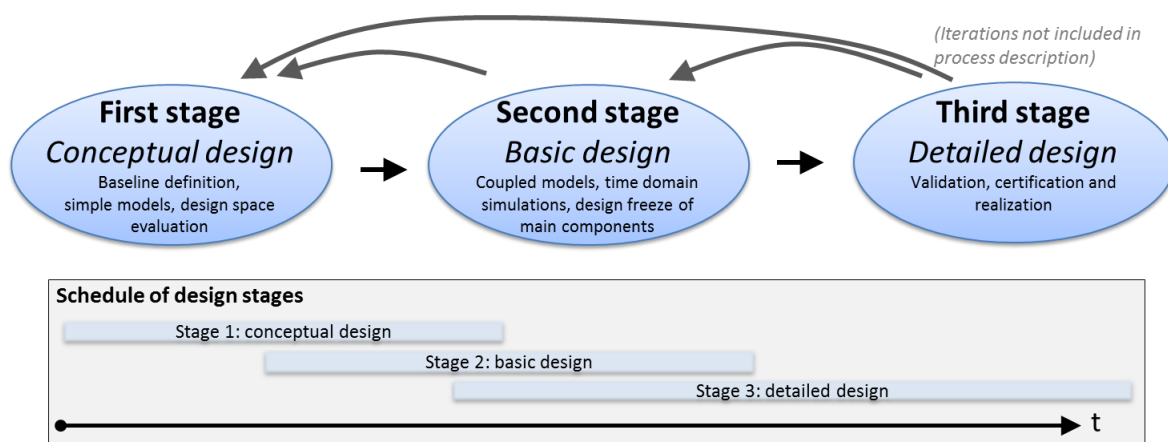 (Iterations not included in
process description)
First stage
Conceptual design
Baseline definition,
simple models, design space
evaluation
Second stage
Basic design
Coupled models, time domain
simulations, design freeze of
main components
Third stage
Detailed design
Validation, certification and
realization
Schedule of design stages
Stage 1: conceptual design
Stage 2: basic design
Stage 3: detailed design
t